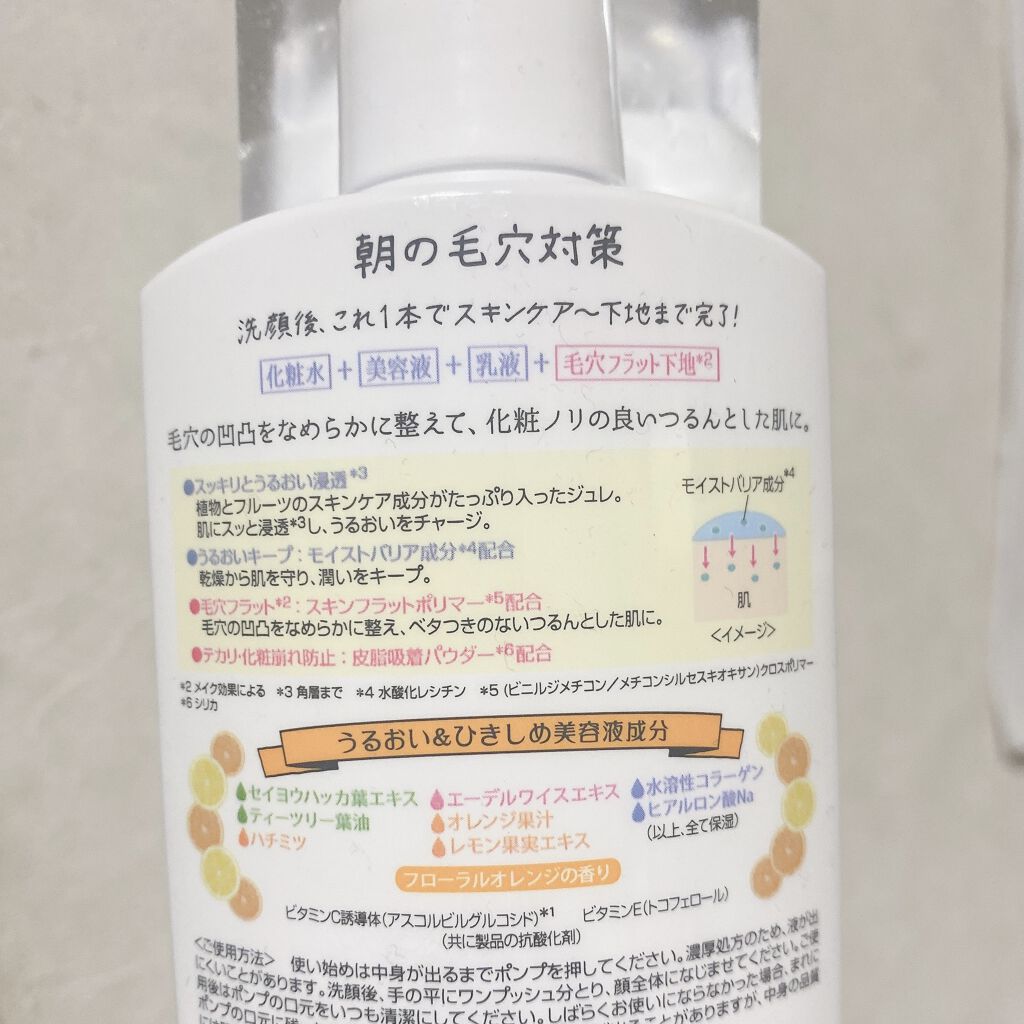 朝の毛穴対策
洗顔後、これ1本でスキンケア〜下地まで完了!
化粧水+美容液+乳液+毛穴フラット下地*2
毛穴の凹凸をなめらかに整えて、化粧ノリの良いつるんとした肌に。
●スッキリとうるおい浸透*3
植物とフルーツのスキンケア成分がたっぷり入ったジュレ。
肌にスッと浸透*3し、うるおいをチャージ。
●うるおいキープ:モイストバリア成分*4配合
乾燥から肌を守り、潤いをキープ。
●毛穴フラット*2:スキンフラットポリマー*5配合
毛穴の凹凸をなめらかに整え、ベタつきのないつるんとした肌に。
●テカリ・化粧崩れ防止:皮脂吸着パウダー*6配合
モイストバリア成分*4
肌
<イメージ>
*2 メイク効果による *3 角層まで *4 水酸化レシチン *5 (ビニルジメチコン/メチコンシルセスキオキサン)クロスポリマー
*6 シリカ
うるおい&ひきしめ美容液成分
セイヨウハッカ葉エキス
ティーツリー葉油
ハチミツ
エーデルワイスエキス
オレンジ果汁
レモン果実エキス
水溶性コラーゲン
ヒアルロン酸Na
(以上、全て保湿)
フローラルオレンジの香り
ビタミンC誘導体(アスコルビルグルコシド)*1 ビタミンE(トコフェロール)
(共に製品の抗酸化剤)
<ご使用方法> 使い始めは中身が出るまでポンプを押してください。濃厚処方のため、液が出
にくいことがあります。洗顔後、手の平にワンプッシュ分とり、顔全体になじませてください。ご使
用後はポンプの口元をいつも清潔にしてください。しばらくお使いにならなかった場合、まれに
ポンプの口元に ことがありますが、中身の品質